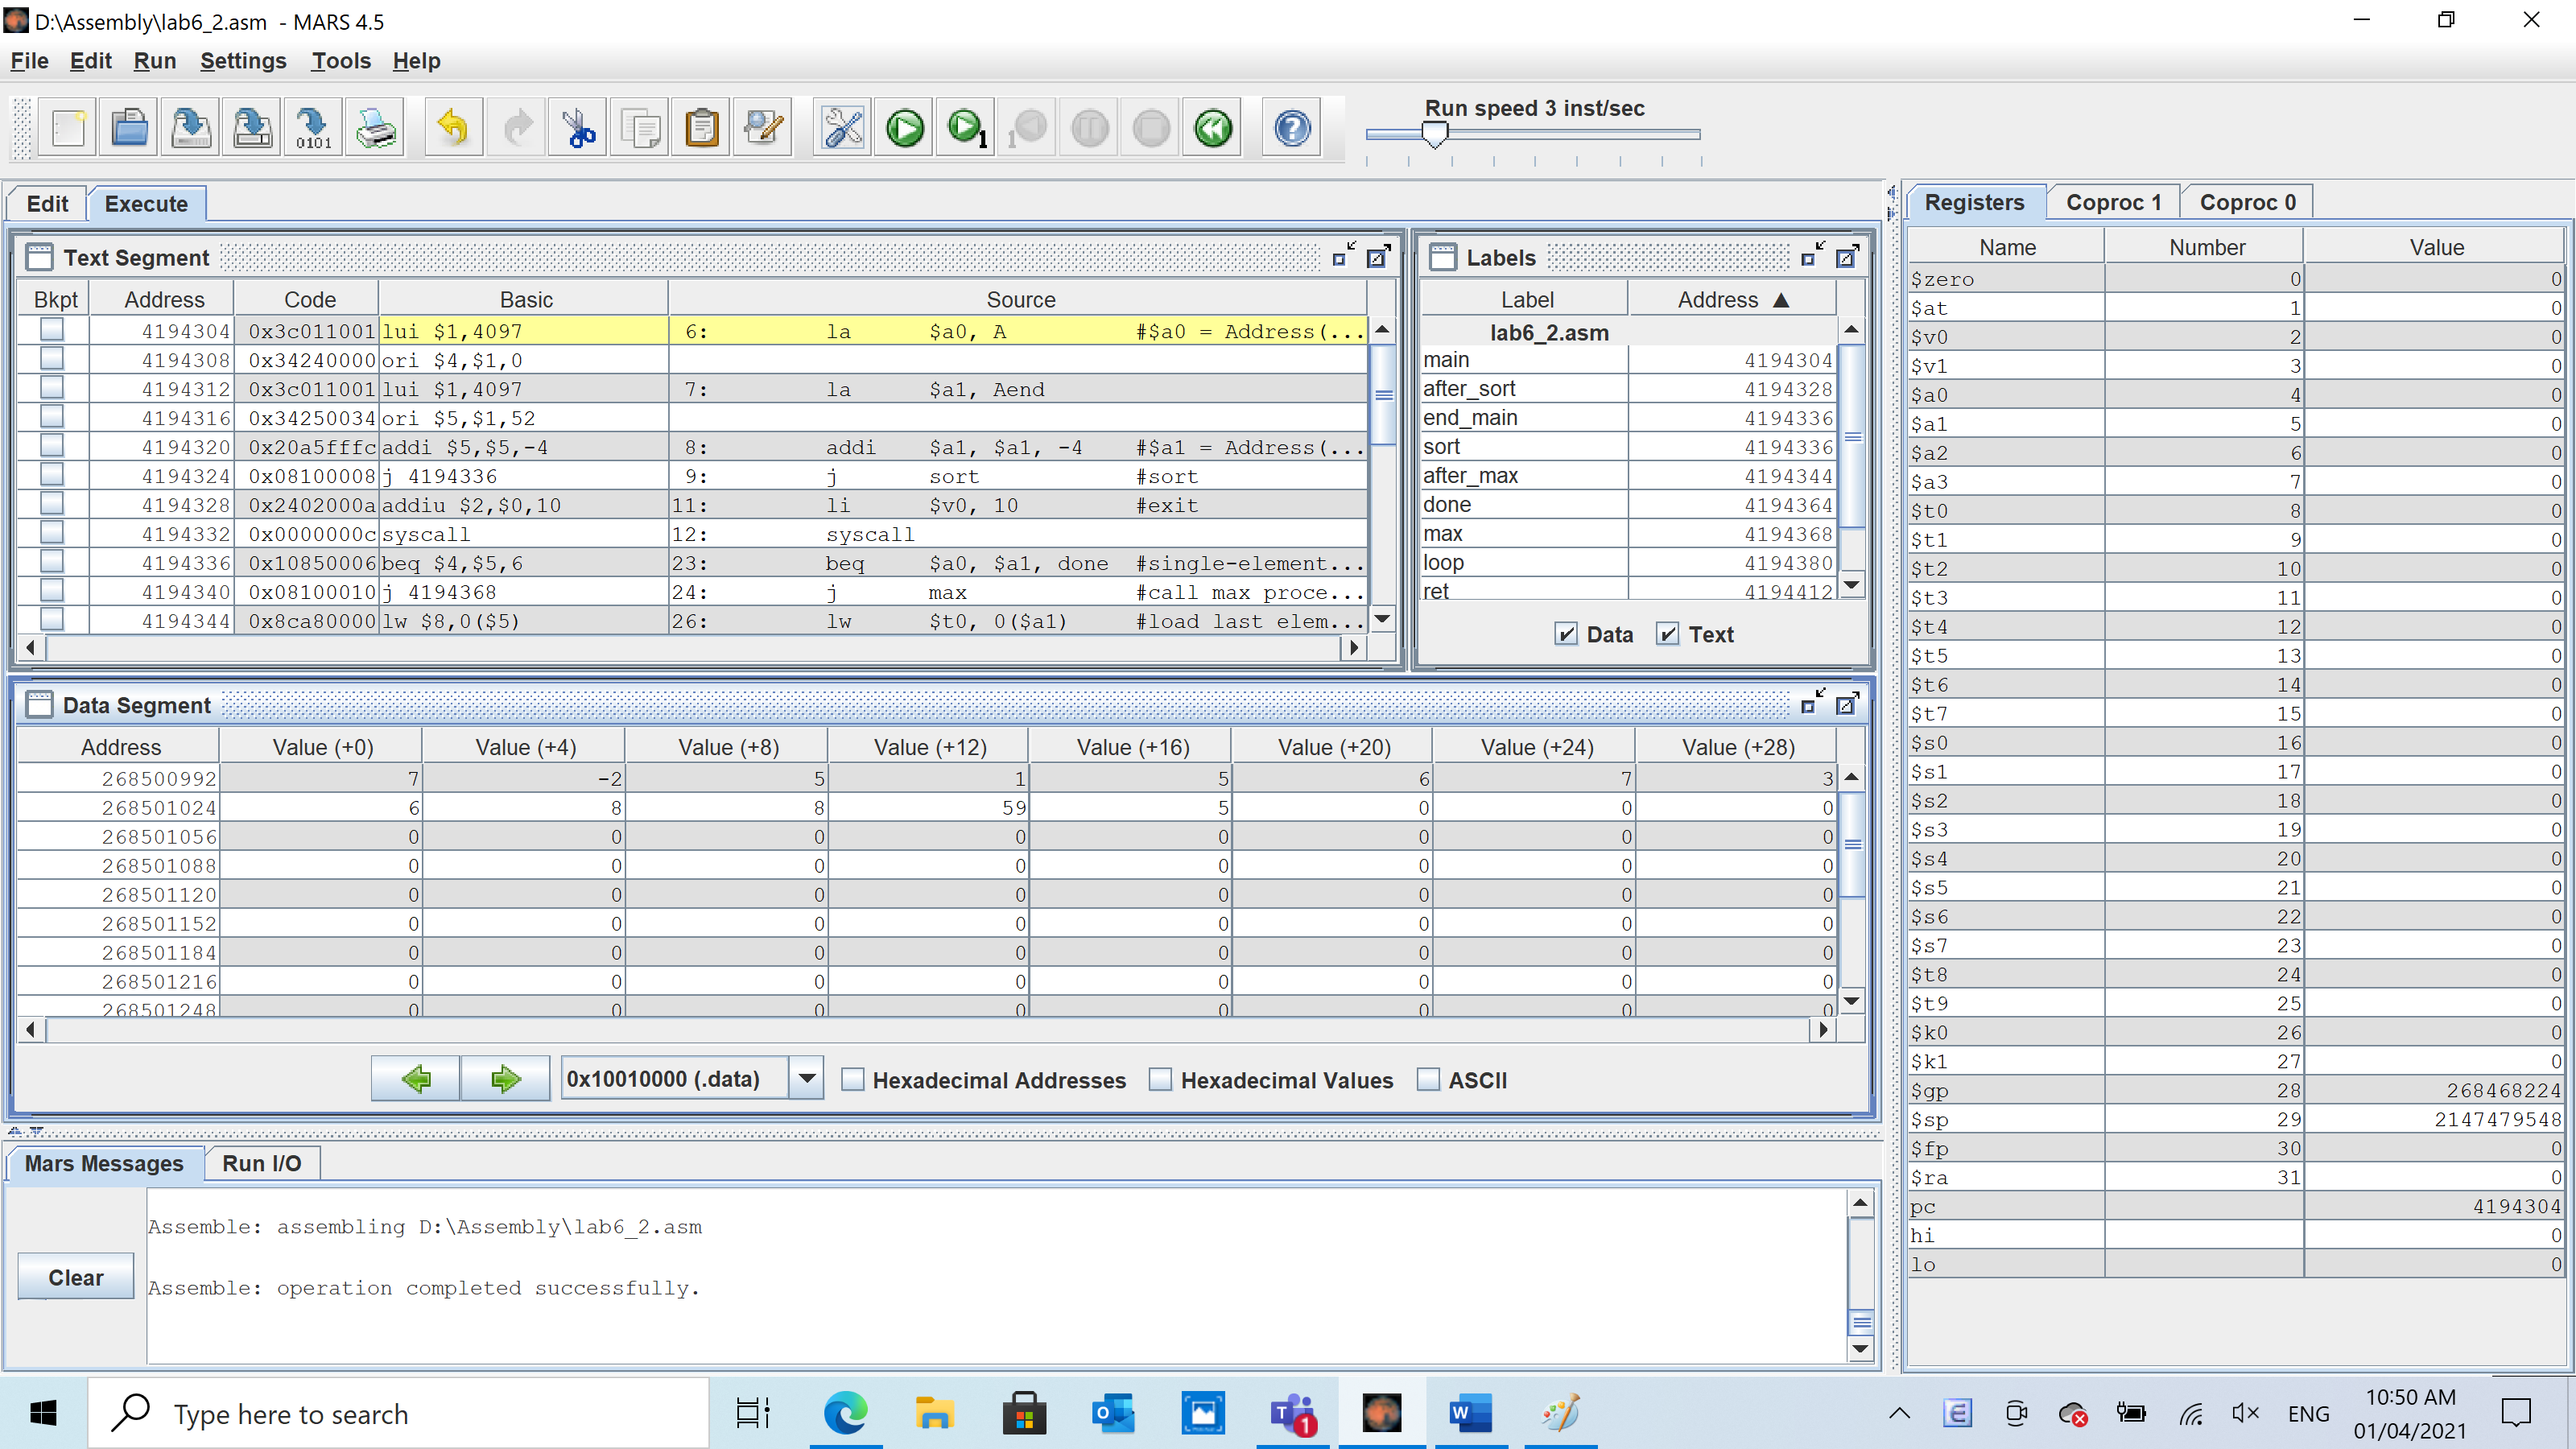 D:\Assembly\lab6_2.asm - MARS 4.5
File Edit Run Settings Tools Help
Run speed 3 inst/sec
Edit Execute
Text Segment
Bkpt Address Code Basic Source
4194304 0x3c011001 lui $1,4097 6: la $a0, A #$a0 = Address(...
4194308 0x34240000 ori $4,$1,0
4194312 0x3c011001 lui $1,4097 7: la $a1, Aend
4194316 0x34250034 ori $5,$1,52
4194320 0x20a5fffc addi $5,$5,-4 8: addi $a1, $a1, -4 #$a1 = Address(...
4194324 0x08100008 j 4194336 9: j sort #sort
4194328 0x2402000a addiu $2,$0,10 11: li $v0, 10 #exit
4194332 0x0000000c syscall 12: syscall
4194336 0x10850006 beq $4,$5,6 23: beq $a0, $a1, done #single-element...
4194340 0x08100010 j 4194368 24: j max #call max proce...
4194344 0x8ca80000 lw $8,0($5) 26: lw $t0, 0($a1) #load last elem...
Labels
Label Address ▲
lab6_2.asm
main 4194304
after_sort 4194328
end_main 4194336
sort 4194336
after_max 4194344
done 4194364
max 4194368
loop 4194380
ret 4194412
Data Text
Data Segment
Address Value (+0) Value (+4) Value (+8) Value (+12) Value (+16) Value (+20) Value (+24) Value (+28)
268500992 7 -2 5 1 5 6 7 3
268501024 6 8 8 59 5 0 0 0
268501056 0 0 0 0 0 0 0 0
268501088 0 0 0 0 0 0 0 0
268501120 0 0 0 0 0 0 0 0
268501152 0 0 0 0 0 0 0 0
268501184 0 0 0 0 0 0 0 0
268501216 0 0 0 0 0 0 0 0
268501248 0 0 0 0 0 0 0 0
0x10010000 (.data) Hexadecimal Addresses Hexadecimal Values ASCII
Mars Messages Run I/O
Assemble: assembling D:\Assembly\lab6_2.asm
Clear
Assemble: operation completed successfully.
Registers Coproc 1 Coproc 0
Name Number Value
$zero 0 0
$at 1 0
$v0 2 0
$v1 3 0
$a0 4 0
$a1 5 0
$a2 6 0
$a3 7 0
$t0 8 0
$t1 9 0
$t2 10 0
$t3 11 0
$t4 12 0
$t5 13 0
$t6 14 0
$t7 15 0
$s0 16 0
$s1 17 0
$s2 18 0
$s3 19 0
$s4 20 0
$s5 21 0
$s6 22 0
$s7 23 0
$t8 24 0
$t9 25 0
$k0 26 0
$k1 27 0
$gp 28 268468224
$sp 29 2147479548
$fp 30 0
$ra 31 0
pc 4194304
hi 0
lo 0
Type here to search
1
ENG
10:50 AM
01/04/2021